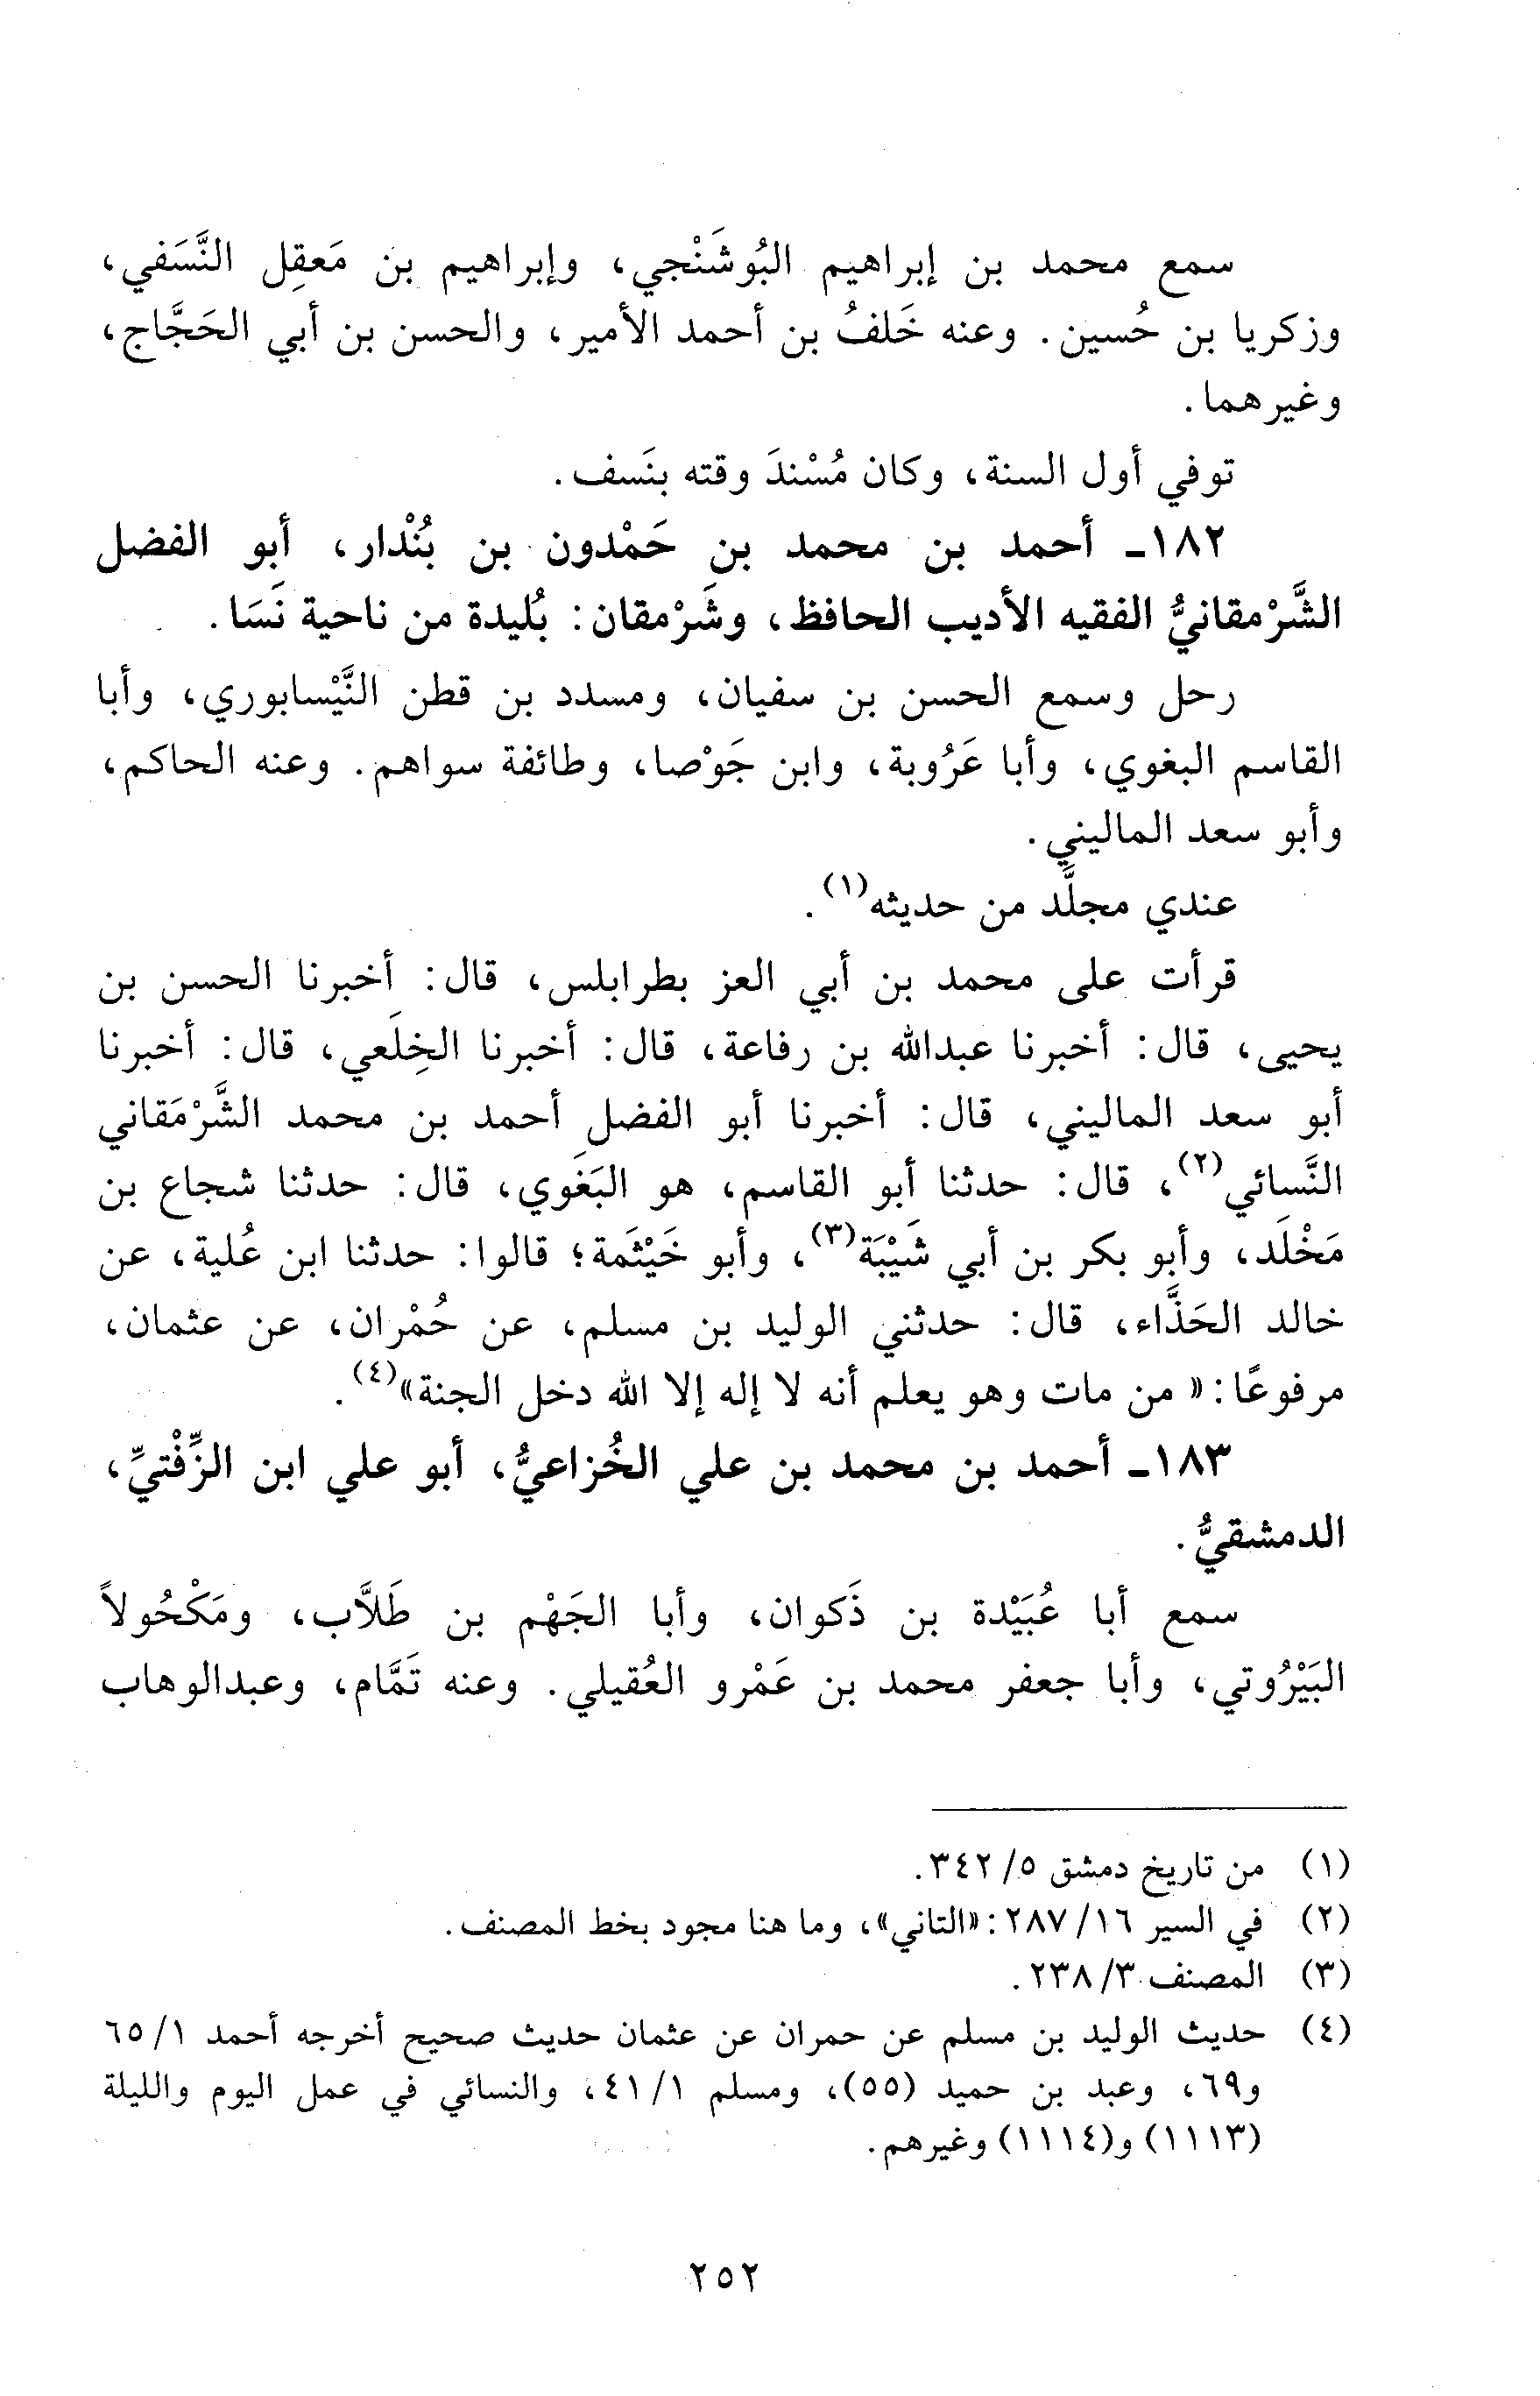 سمع محمد بن إبراهيم البُوشَنْجي، وإبراهيم بن مَعقِل النَّسَفي،
وزكريا بن حُسين. وعنه خَلفُ بن أحمد الأمير، والحسن بن أبي الحَجَّاج،
وغيرهما.
توفي أول السنة، وكان مُسْندَ وقته بنَسف.
١٨٢- أحمد بن محمد بن حَمْدون بن بُنْدار، أبو الفضل
الشَّرْمقانيُّ الفقيه الأديب الحافظ، وشَرْمقان: بُليدة من ناحية نَسَا.
رحل وسمع الحسن بن سفيان، ومسدد بن قطن النَّيْسابوري، وأبا
القاسم البغوي، وأبا عَرُوبة، وابن جَوْصا، وطائفة سواهم. وعنه الحاكم،
وأبو سعد الماليني.
عندي مجلَّد من حديثه(١).
قرأت على محمد بن أبي العز بطرابلس، قال: أخبرنا الحسن بن
يحيى، قال: أخبرنا عبدالله بن رفاعة، قال: أخبرنا الخِلَعي، قال: أخبرنا
أبو سعد الماليني، قال: أخبرنا أبو الفضل أحمد بن محمد الشَّرْمَقاني
النَّسائي(٢)، قال: حدثنا أبو القاسم، هو البَغَوي، قال: حدثنا شجاع بن
مَخْلَد، وأبو بكر بن أبي شَيْبَة(٣)، وأبو خَيْثَمة؛ قالوا: حدثنا ابن عُلية، عن
خالد الحَذَّاء، قال: حدثني الوليد بن مسلم، عن حُمْران، عن عثمان،
مرفوعًا: «من مات وهو يعلم أنه لا إله إلا الله دخل الجنة»(٤).
١٨٣- أحمد بن محمد بن علي الخُزاعيُّ، أبو علي ابن الزِّفْتيِّ،
الدمشقيُّ.
سمع أبا عُبَيْدة بن ذَكوان، وأبا الجَهْم بن طَلاَّب، ومَكْحُولاً
البَيْرُوتي، وأبا جعفر محمد بن عَمْرو العُقيلي. وعنه تَمَّام، وعبدالوهاب
(١) من تاريخ دمشق ٥/ ٣٤٢.
(٢) في السير ١٦/ ٢٨٧: «التاني»، وما هنا مجود بخط المصنف.
(٣) المصنف ٣/ ٢٣٨.
(٤) حديث الوليد بن مسلم عن حمران عن عثمان حديث صحيح أخرجه أحمد ١/ ٦٥
و٦٩، وعبد بن حميد (٥٥)، ومسلم ١/ ٤١، والنسائي في عمل اليوم والليلة
(١١١٣) و(١١١٤) وغيرهم.
٢٥٢